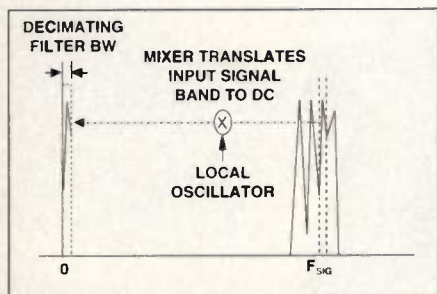 DECIMATING
FILTER BW
MIXER TRANSLATES
INPUT SIGNAL
BAND TO DC
X
LOCAL
OSCILLATOR
0
FSIG